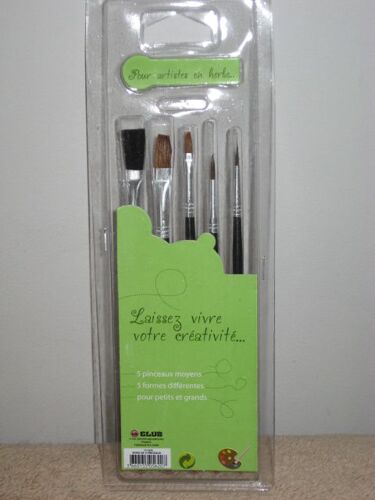 Pour artistes en herbe..
Laissez vivre
votre créativité...
5 pinceaux moyens
5 formes différentes
pour petits et grands
CLUB